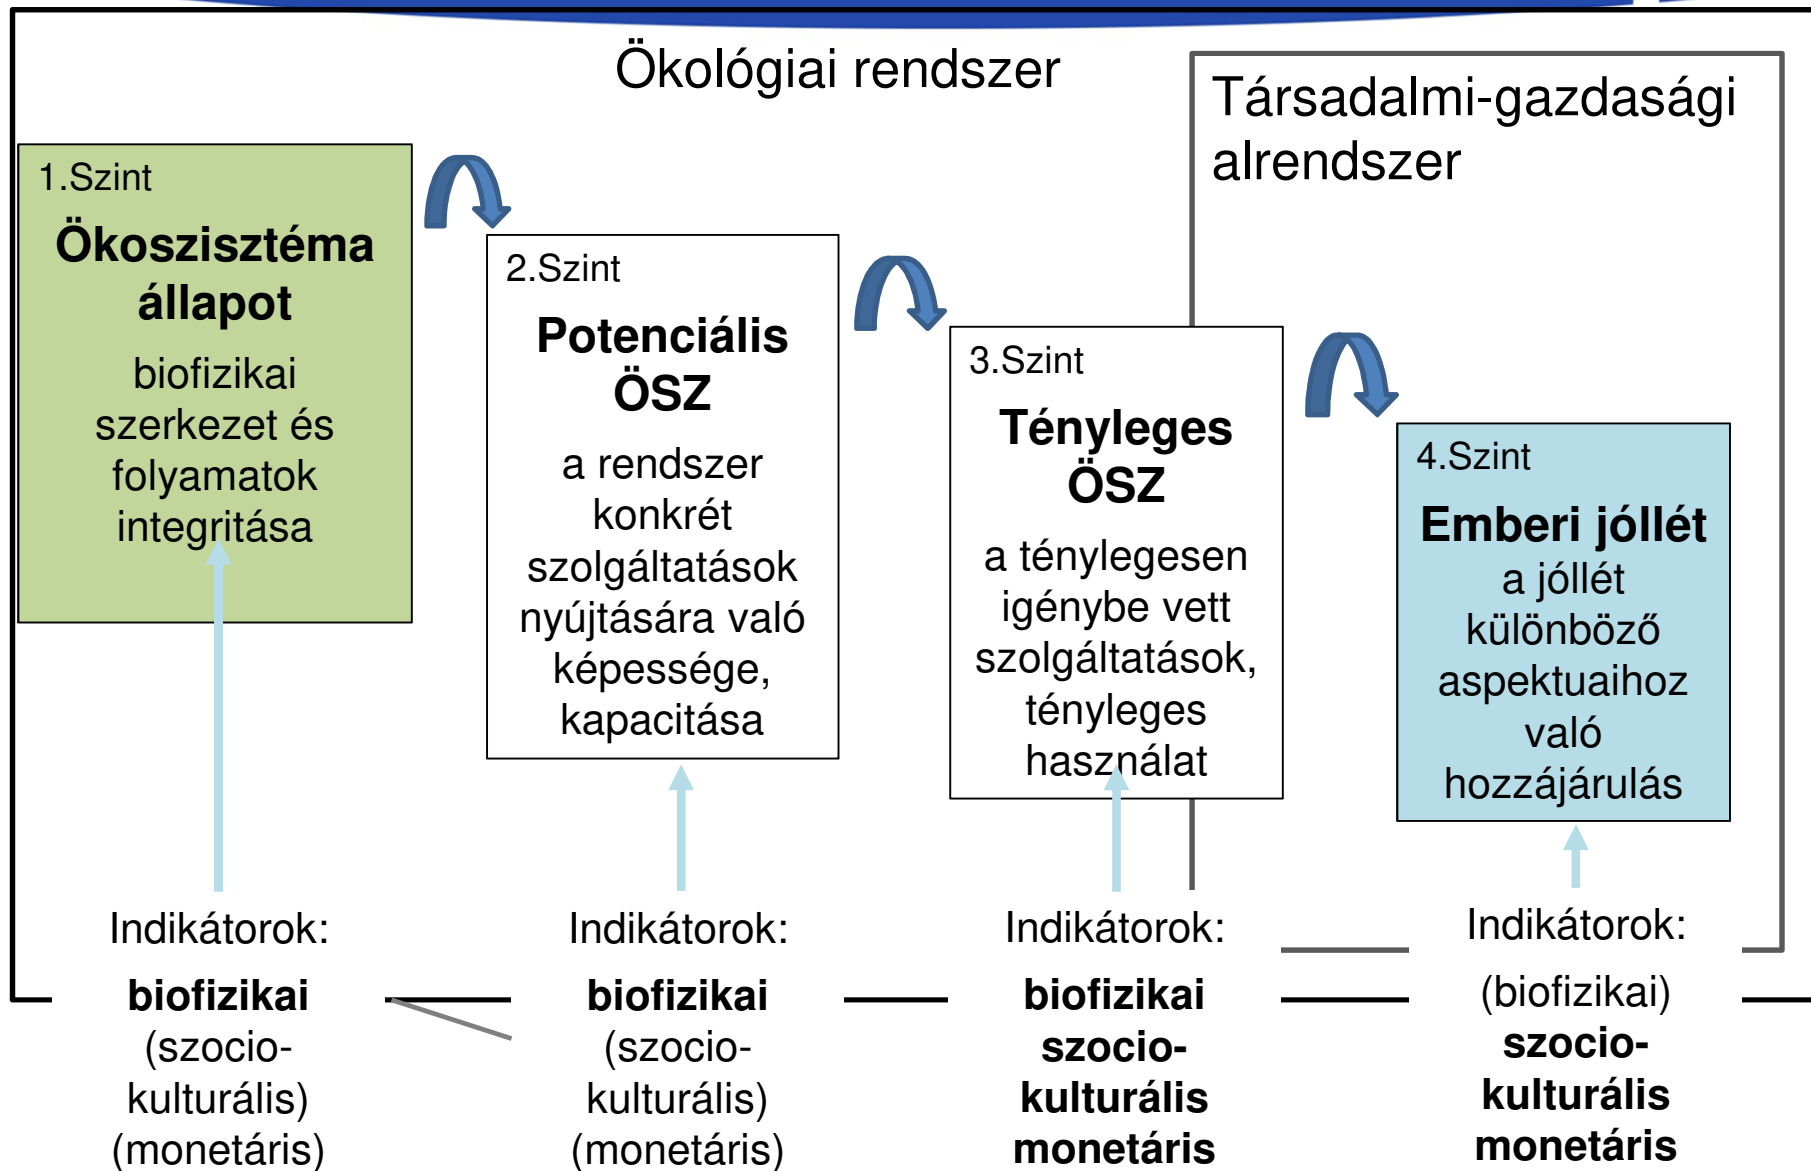 Ökológiai rendszer
Társadalmi-gazdasági
alrendszer
1.Szint
Ökoszisztéma
állapot
biofizikai
szerkezet és
folyamatok
integritása
2.Szint
Potenciális
ÖSZ
a rendszer
konkrét
szolgáltatások
nyújtására való
képessége,
kapacitása
3.Szint
Tényleges
ÖSZ
a ténylegesen
igénybe vett
szolgáltatások,
tényleges
használat
4.Szint
Emberi jóllét
a jóllét
különböző
aspektuaihoz
való
hozzájárulás
Indikátorok:
biofizikai
(szocio-
kulturális)
(monetáris)
Indikátorok:
biofizikai
(szocio-
kulturális)
(monetáris)
Indikátorok:
biofizikai
szocio-
kulturális
monetáris
Indikátorok:
(biofizikai)
szocio-
kulturális
monetáris